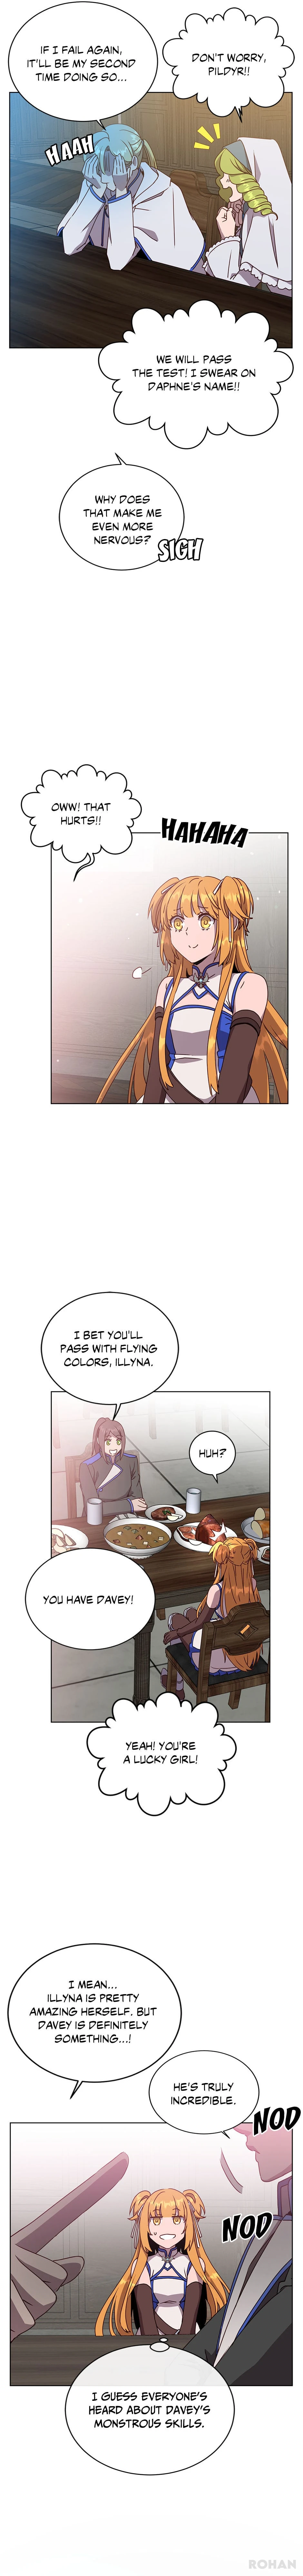 IF I FAIL AGAIN,
IT'LL BE MY SECOND
TIME DOING SO...
DON'T WORRY,
PILDYR!!
HAAH
WE WILL PASS
THE TEST! I SWEAR ON
DAPHNE'S NAME!!
WHY DOES
THAT MAKE ME
EVEN MORE
NERVOUS?
SIGH
OWW! THAT
HURTS!!
HAHAHA
I BET YOU'LL
PASS WITH FLYING
COLORS, ILLYNA.
HUH?
YOU HAVE DAVEY!
YEAH! YOU'RE
A LUCKY GIRL!
I MEAN...
ILLYNA IS PRETTY
AMAZING HERSELF. BUT
DAVEY IS DEFINITELY
SOMETHING...!
HE'S TRULY
INCREDIBLE.
NOD
NOD
I GUESS EVERYONE'S
HEARD ABOUT DAVEY'S
MONSTROUS SKILLS.
ROHAN